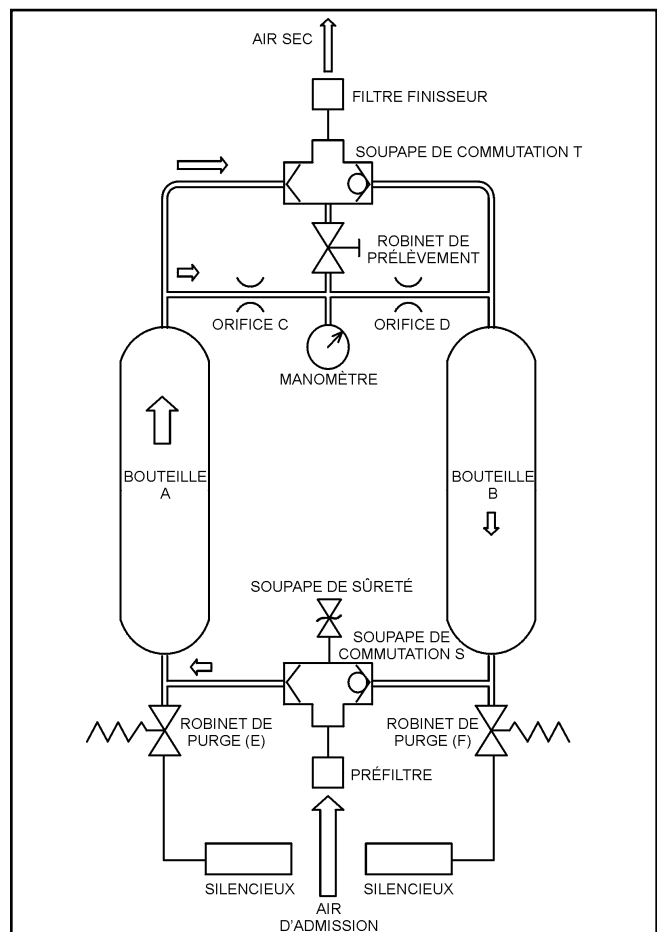 AIR SEC
FILTRE FINISSEUR
SOUPAPE DE COMMUTATION T
ROBINET DE
PRÉLÈVEMENT
ORIFICE C
ORIFICE D
MANOMÈTRE
BOUTEILLE
A
BOUTEILLE
B
SOUPAPE DE SÛRETÉ
SOUPAPE DE
COMMUTATION S
ROBINET DE
PURGE (E)
ROBINET DE
PURGE (F)
PRÉFILTRE
SILENCIEUX
SILENCIEUX
AIR
D'ADMISSION